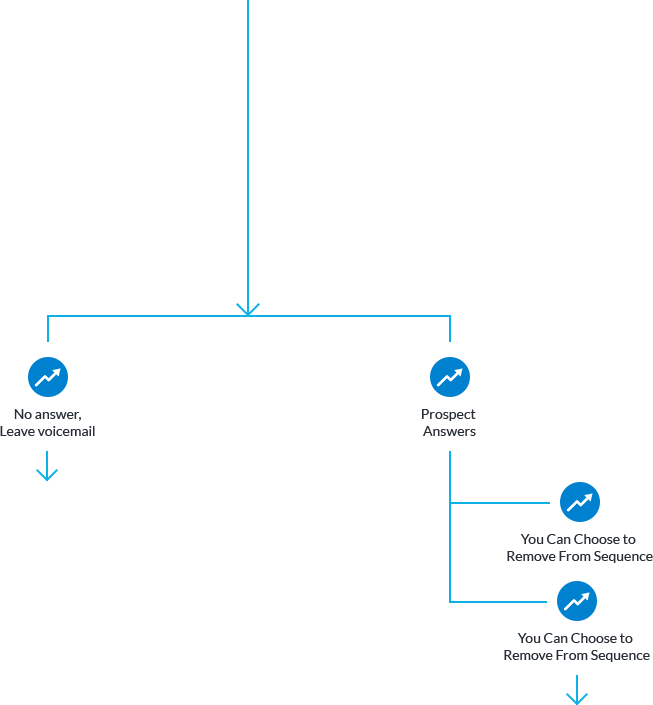 No answer,
Leave voicemail
Prospect
Answers
You Can Choose to
Remove From Sequence
You Can Choose to
Remove From Sequence